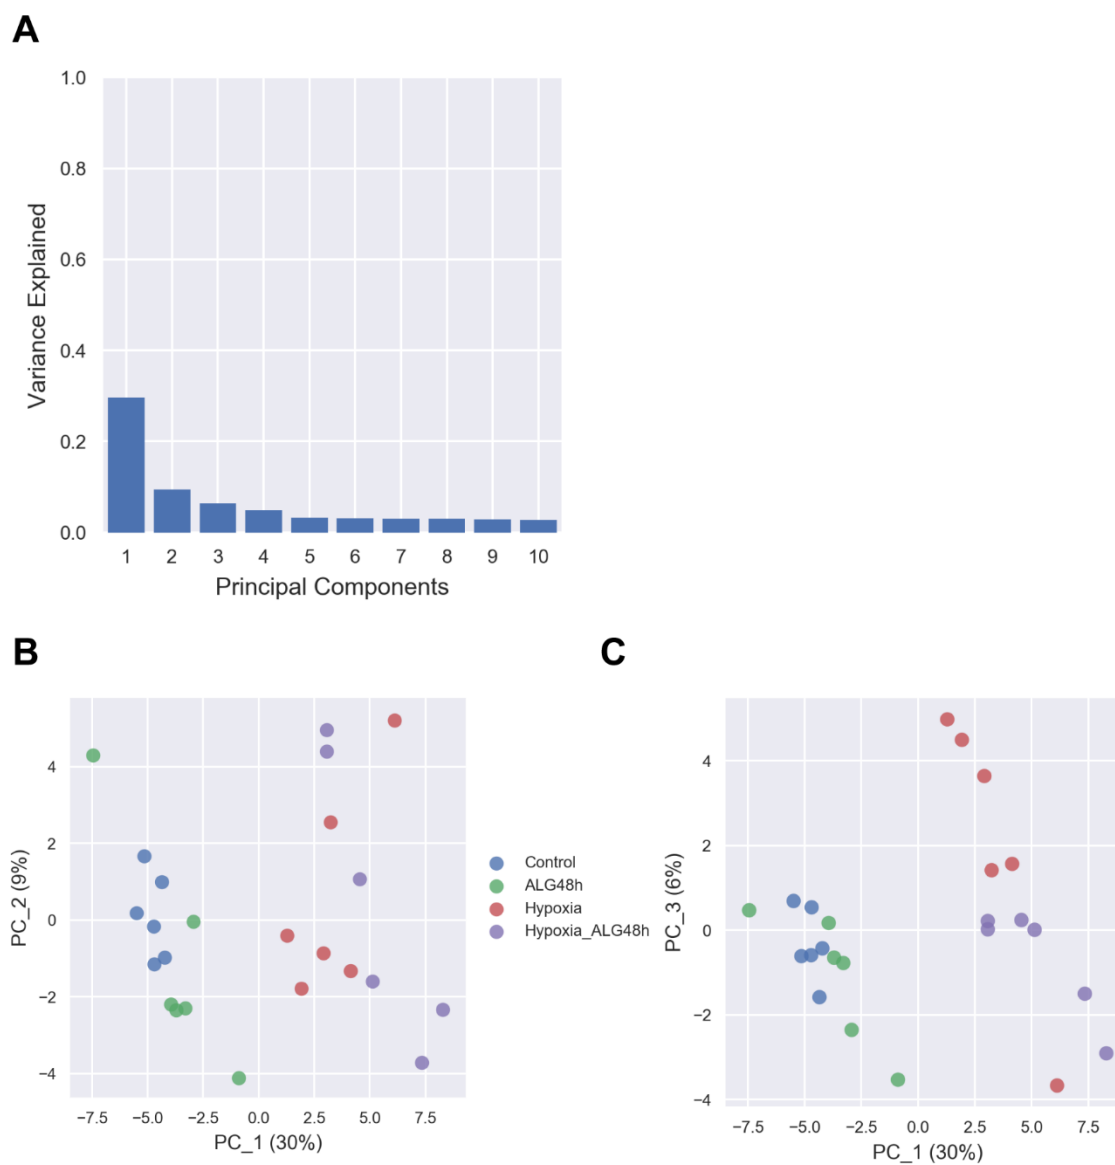 A
1.0
0.8
0.6
0.4
0.2
0.0
Variance Explained
1 2 3 4 5 6 7 8 9 10
Principal Components
B
4
2
0
−2
−4
PC_2 (9%)
−7.5 −5.0 −2.5 0.0 2.5 5.0 7.5
PC_1 (30%)
Control
ALG48h
Hypoxia
Hypoxia_ALG48h
C
4
2
0
−2
−4
PC_3 (6%)
−7.5 −5.0 −2.5 0.0 2.5 5.0 7.5
PC_1 (30%)